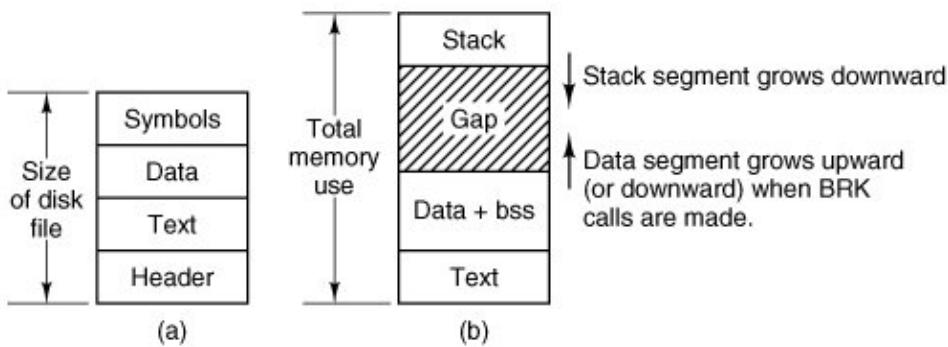 Size
of disk
file
Symbols
Data
Text
Header
(a)
Total
memory
use
Stack
Gap
Data + bss
Text
(b)
Stack segment grows downward
Data segment grows upward
(or downward) when BRK
calls are made.